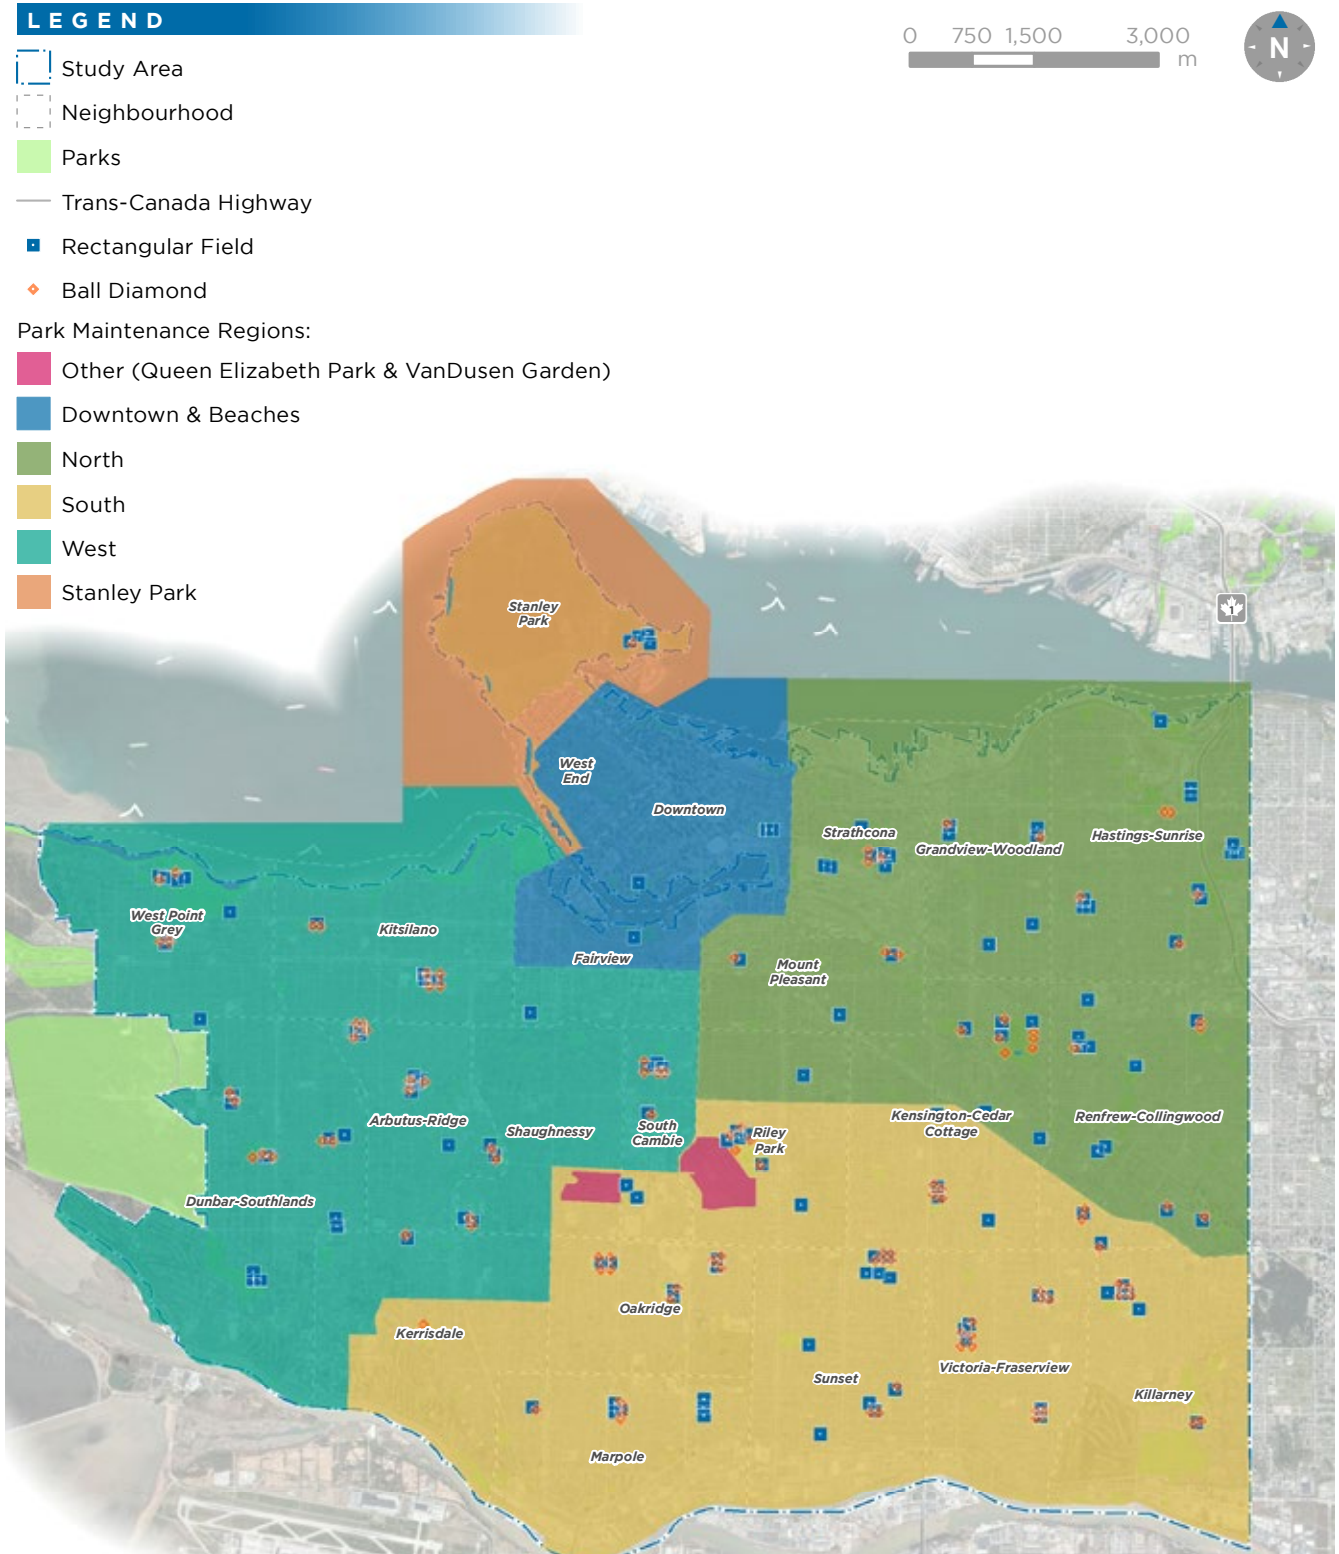 LEGEND
Study Area
Neighbourhood
Parks
Trans-Canada Highway
Rectangular Field
Ball Diamond
Park Maintenance Regions:
Other (Queen Elizabeth Park & VanDusen Garden)
Downtown & Beaches
North
South
West
Stanley Park
0 750 1,500 3,000
m
N
1
Stanley
Park
West
End
Downtown
Strathcona
Grandview-Woodland
Hastings-Sunrise
West Point
Grey
Kitsilano
Fairview
Mount
Pleasant
Arbutus-Ridge
Shaughnessy
South
Cambie
Riley
Park
Kensington-Cedar
Cottage
Renfrew-Collingwood
Dunbar-Southlands
Oakridge
Kerrisdale
Sunset
Victoria-Fraserview
Killarney
Marpole